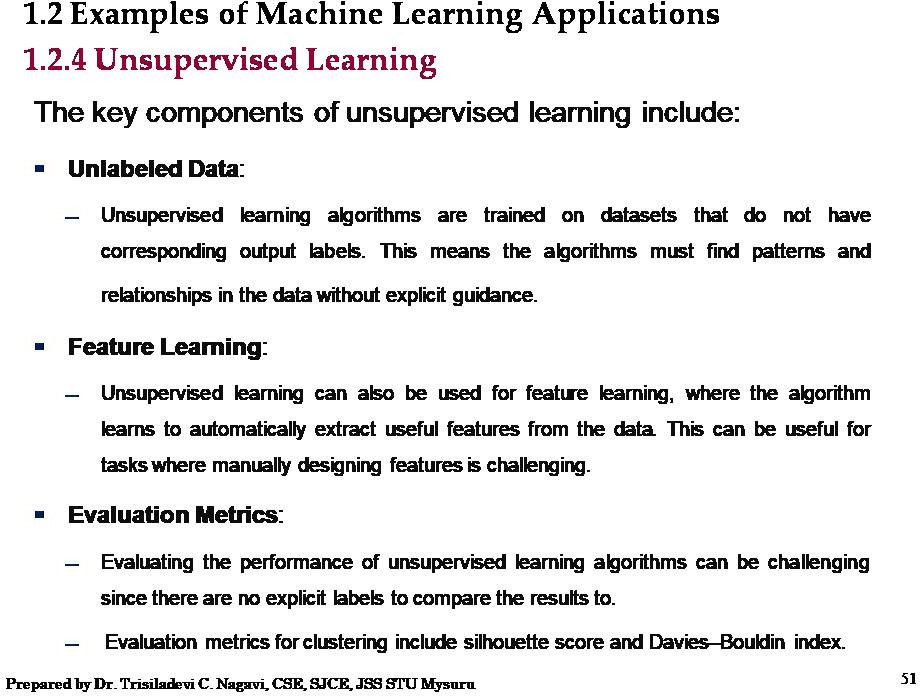 1.2 Examples of Machine Learning Applications
1.2.4 Unsupervised Learning
The key components of unsupervised learning include:
▪ Unlabeled Data:
– Unsupervised learning algorithms are trained on datasets that do not have
corresponding output labels. This means the algorithms must find patterns and
relationships in the data without explicit guidance.
▪ Feature Learning:
– Unsupervised learning can also be used for feature learning, where the algorithm
learns to automatically extract useful features from the data. This can be useful for
tasks where manually designing features is challenging.
▪ Evaluation Metrics:
– Evaluating the performance of unsupervised learning algorithms can be challenging
since there are no explicit labels to compare the results to.
– Evaluation metrics for clustering include silhouette score and Davies–Bouldin index.
Prepared by Dr. Trisiladevi C. Nagavi, CSE, SJCE, JSS STU Mysuru
51